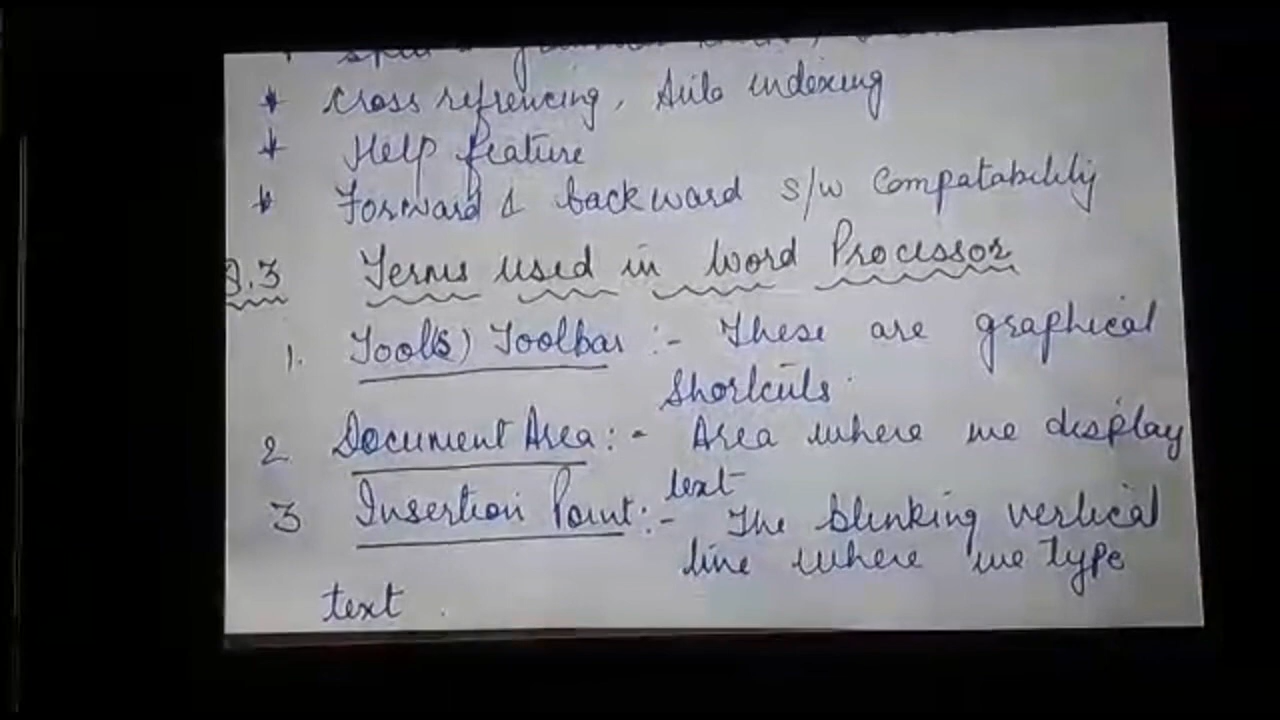 * Cross refrencing, Auto indexing
* Help feature
* Forward & backward s/w Compatability
Q.3 Terms used in Word Processor
1. Tool(s) Toolbar :- These are graphical
Shortcuts.
2 Document Area :- Area where we display
text
3 Insertion Point :- The blinking vertical
line where we type
text.